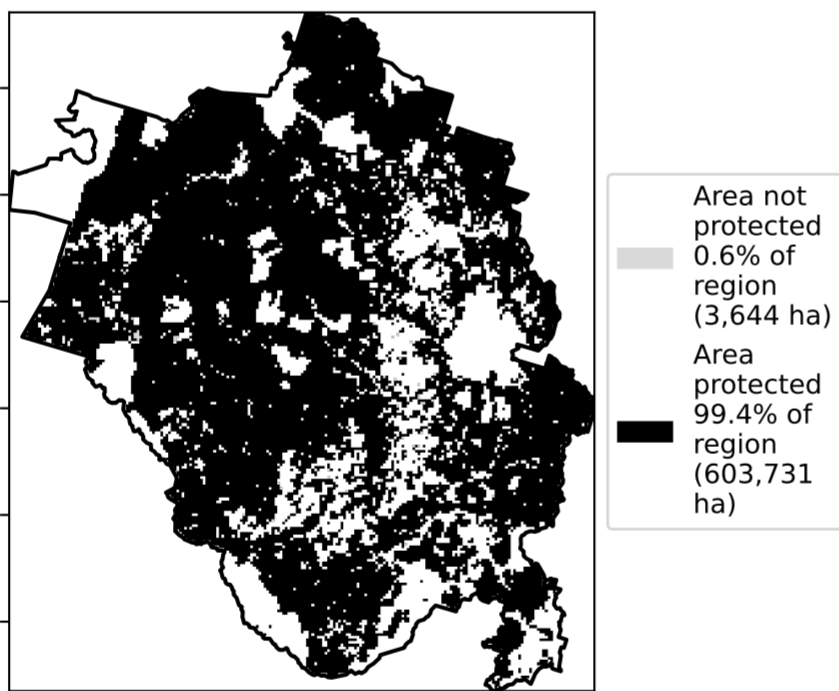 Area not
protected
0.6% of
region
(3,644 ha)
Area
protected
99.4% of
region
(603,731
ha)